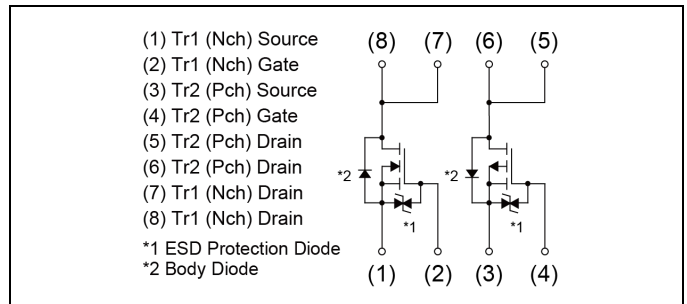 (1) Tr1 (Nch) Source
(2) Tr1 (Nch) Gate
(3) Tr2 (Pch) Source
(4) Tr2 (Pch) Gate
(5) Tr2 (Pch) Drain
(6) Tr2 (Pch) Drain
(7) Tr1 (Nch) Drain
(8) Tr1 (Nch) Drain
*1 ESD Protection Diode
*2 Body Diode
(8) (7) (6) (5)
*2 *2
*1 *1
(1) (2) (3) (4)